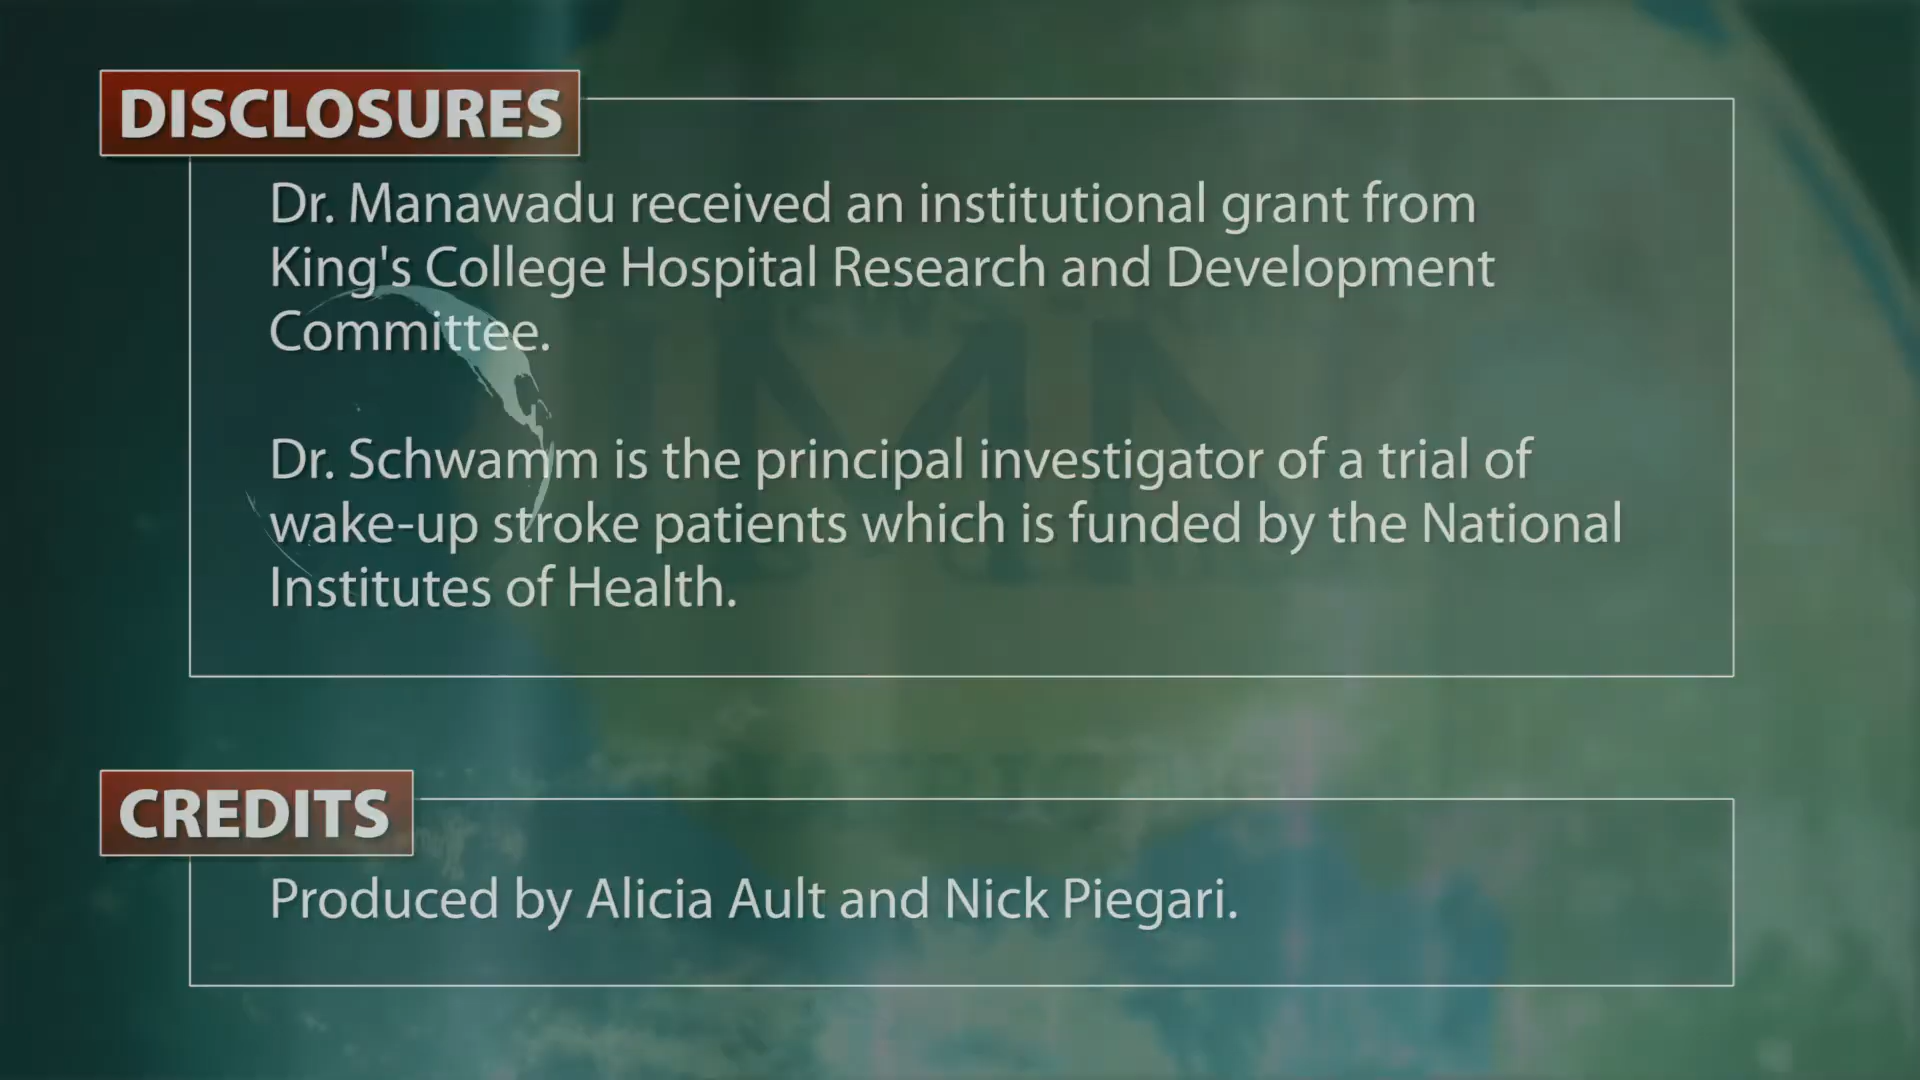 DISCLOSURES
Dr. Manawadu received an institutional grant from
King's College Hospital Research and Development
Committee.
Dr. Schwamm is the principal investigator of a trial of
wake-up stroke patients which is funded by the National
Institutes of Health.
CREDITS
Produced by Alicia Ault and Nick Piegari.